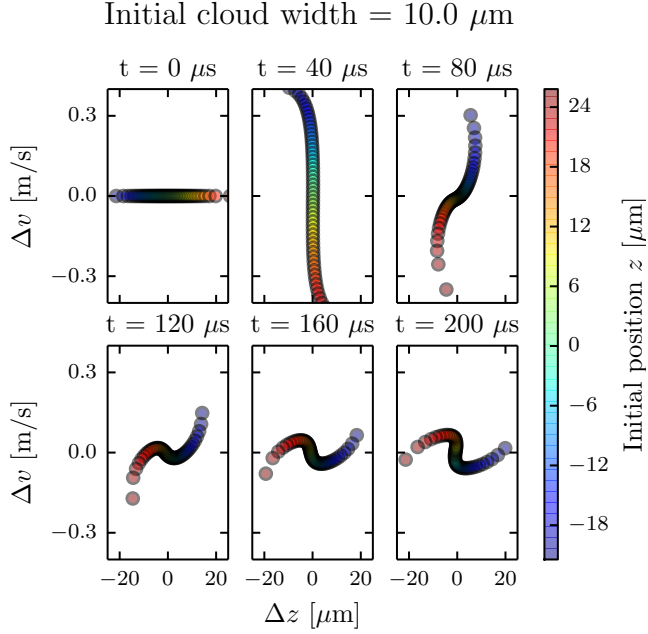 Initial cloud width = 10.0 μm
t = 0 μs
t = 40 μs
t = 80 μs
Δv [m/s]
0.3
0.0
−0.3
t = 120 μs
t = 160 μs
t = 200 μs
Δv [m/s]
0.3
0.0
−0.3
−20 0 20
−20 0 20
−20 0 20
Δz [μm]
24
18
12
6
0
−6
−12
−18
Initial position z [μm]